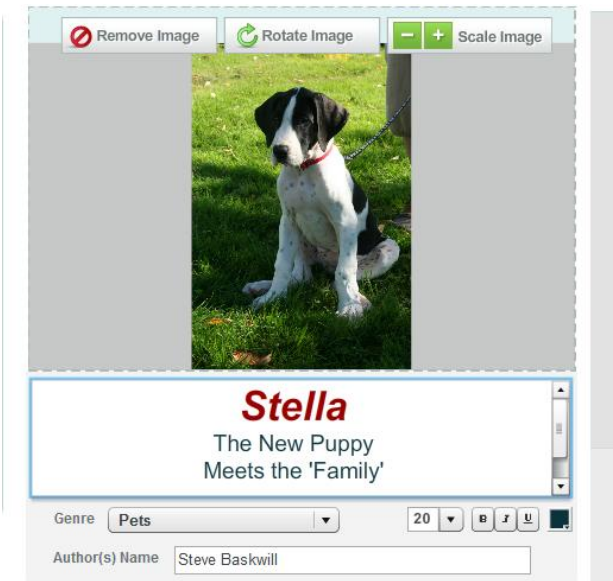 Remove Image Rotate Image − + Scale Image
Stella
The New Puppy
Meets the 'Family'
Genre Pets 20 B I U
Author(s) Name Steve Baskwill